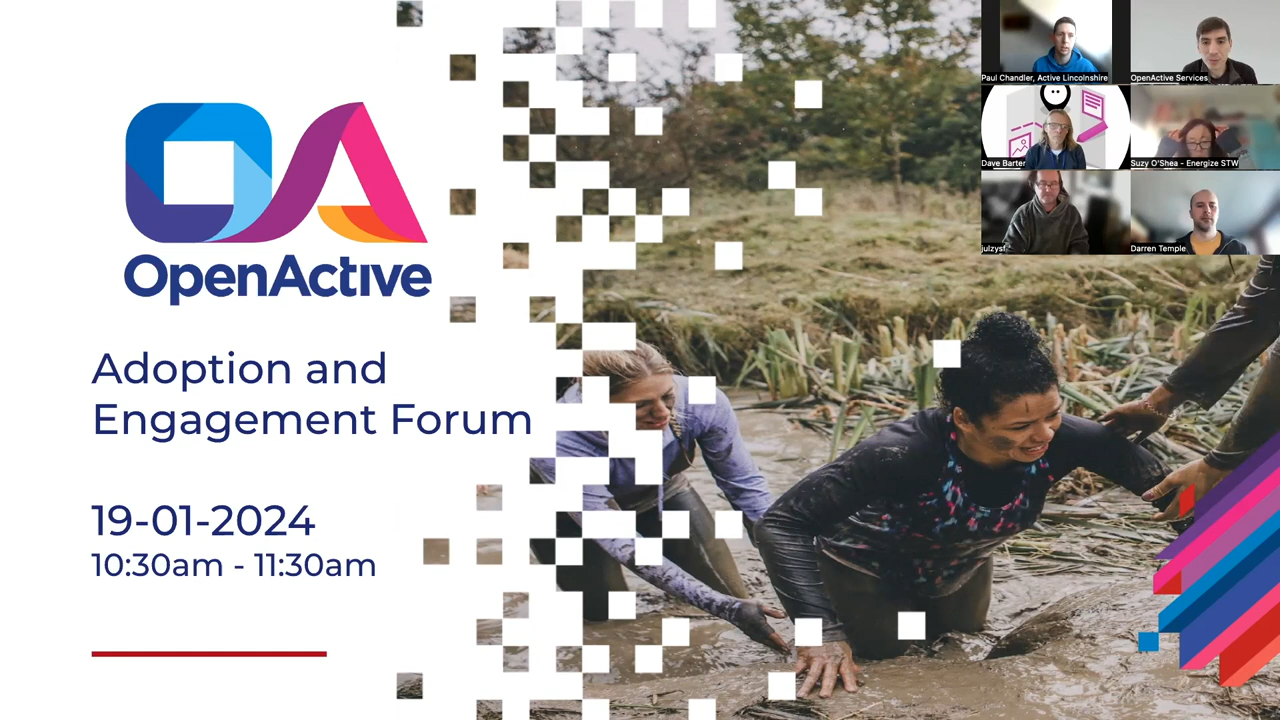 OpenActive
Adoption and
Engagement Forum
19-01-2024
10:30am - 11:30am
Paul Chandler, Active Lincolnshire
OpenActive Services
Dave Barter
Suzy O'Shea - Energize STW
julzysf
Darren Temple